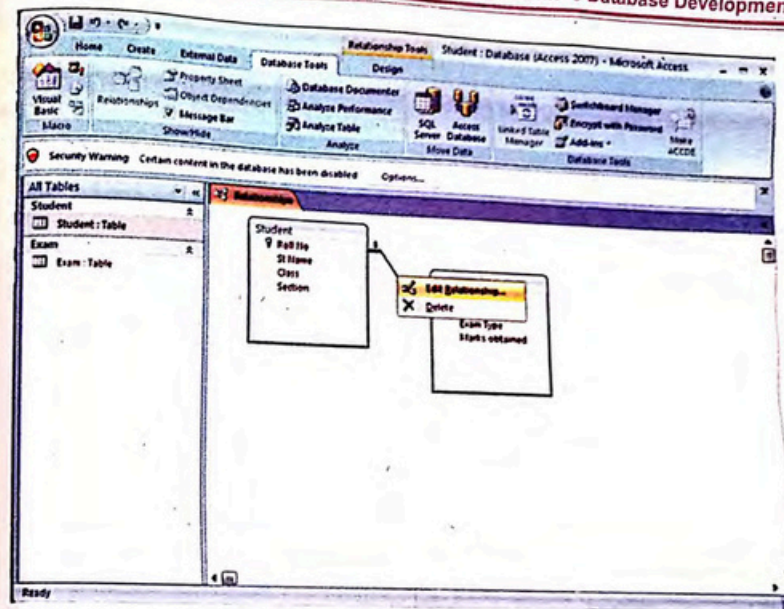 Database Development
Relationship Tools
Student : Database (Access 2007) - Microsoft Access
Home
Create
External Data
Database Tools
Design
Visual Basic
Macro
Relationships
Property Sheet
Object Dependencies
Message Bar
Show/Hide
Database Documenter
Analyze Performance
Analyze Table
Analyze
SQL Server
Access Database
Move Data
Linked Table Manager
Switchboard Manager
Encrypt with Password
Add-Ins
Make ACCDE
Database Tools
Security Warning
Certain content in the database has been disabled
Options...
All Tables
Student
Student : Table
Exam
Exam : Table
Relationships
Student
Roll No
St Name
Class
Section
Edit Relationship...
Delete
Exam Type
Marks obtained
Ready